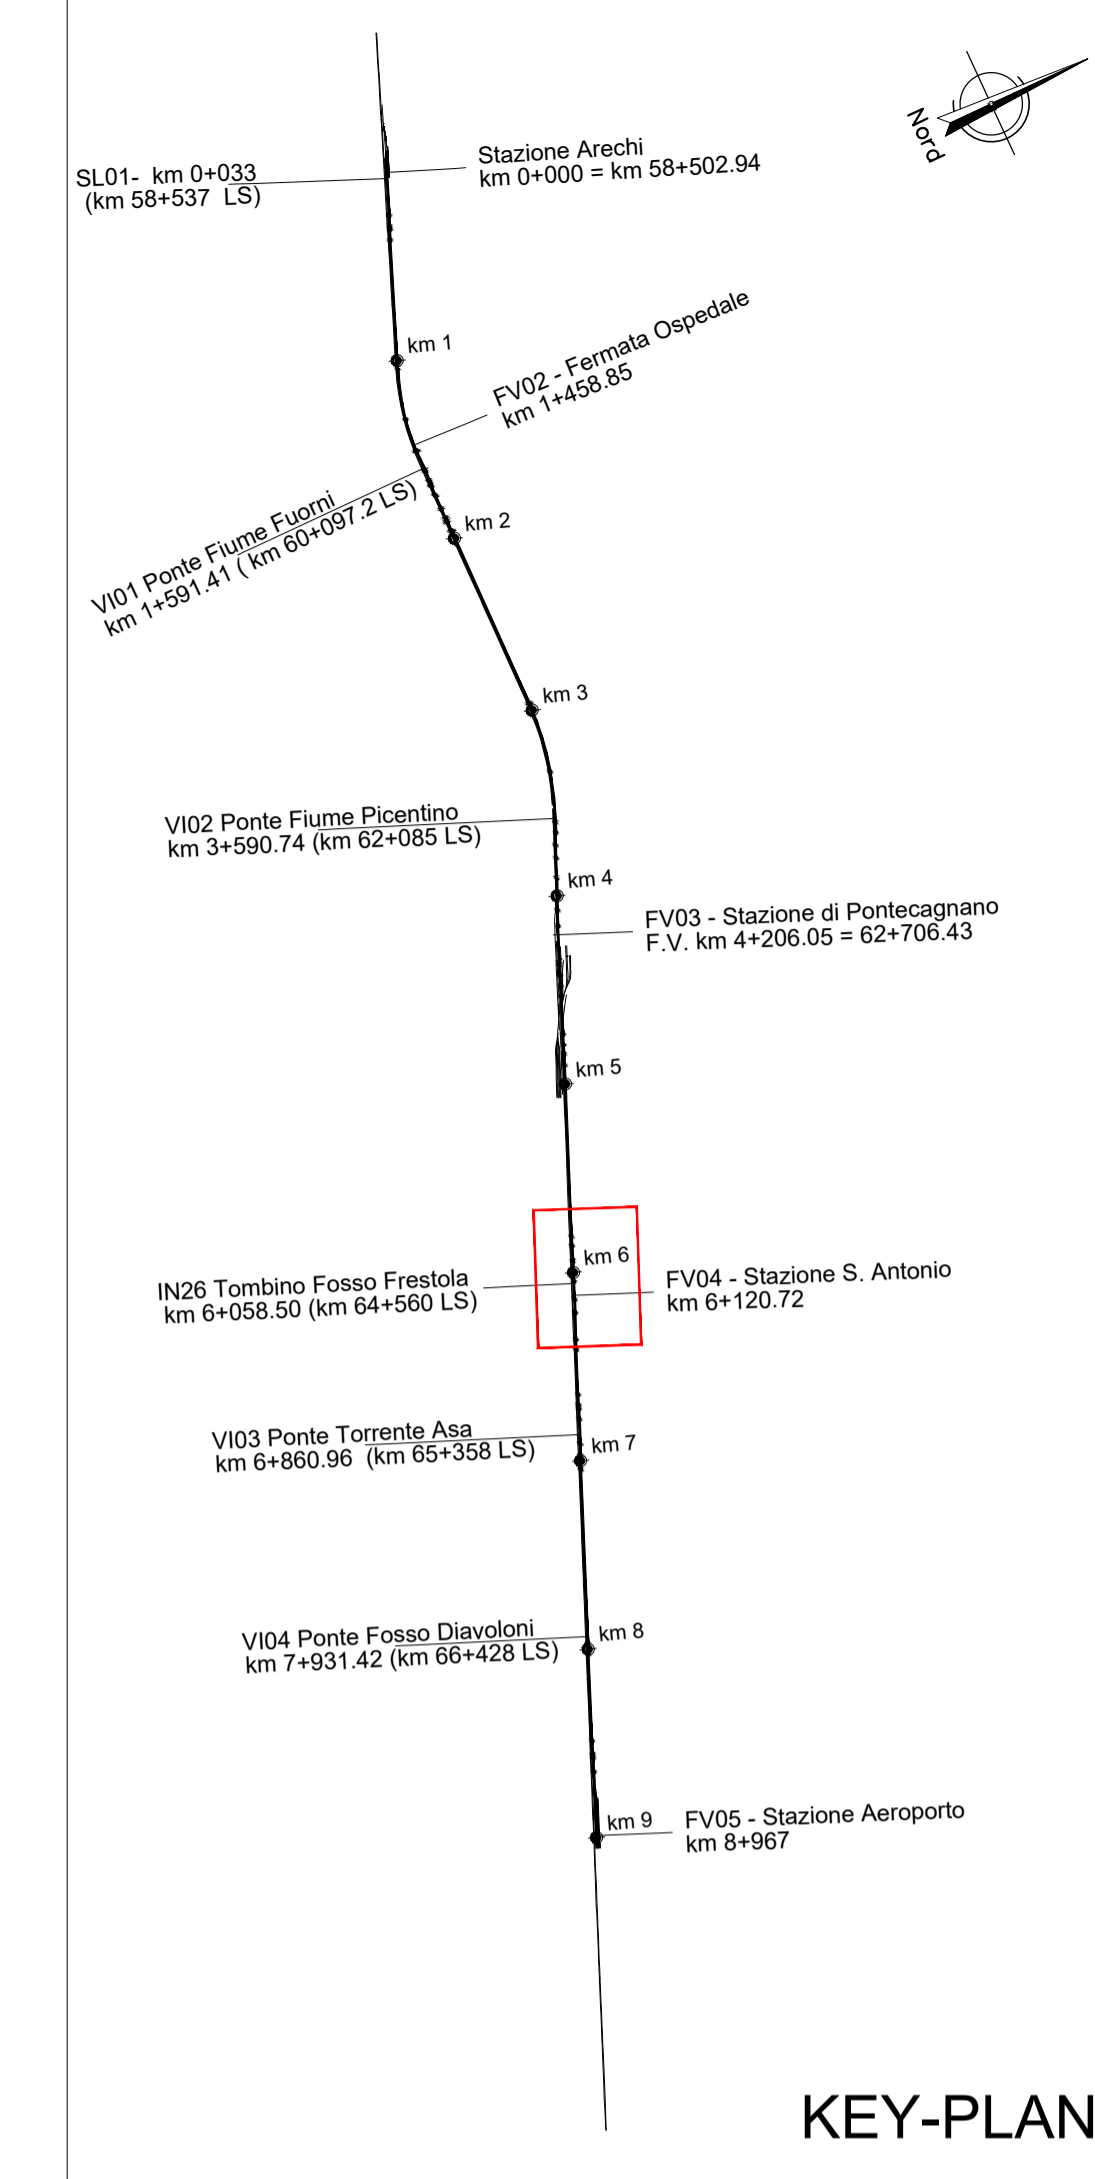 Nord
SL01-  km 0+033
(km 58+537  LS)
Stazione Arechi
km 0+000 = km 58+502.94
km 1
FV02 - Fermata Ospedale
km 1+458.85
VI01 Ponte Fiume Fuorni
km 1+591.41 ( km 60+097.2 LS)
km 2
km 3
VI02 Ponte Fiume Picentino
km 3+590.74 (km 62+085 LS)
km 4
FV03 - Stazione di Pontecagnano
F.V. km 4+206.05 = 62+706.43
km 5
km 6
IN26 Tombino Fosso Frestola
km 6+058.50 (km 64+560 LS)
FV04 - Stazione S. Antonio
km 6+120.72
VI03 Ponte Torrente Asa
km 6+860.96  (km 65+358 LS)
km 7
VI04 Ponte Fosso Diavoloni
km 7+931.42 (km 66+428 LS)
km 8
km 9
FV05 - Stazione Aeroporto
km 8+967
KEY-PLAN